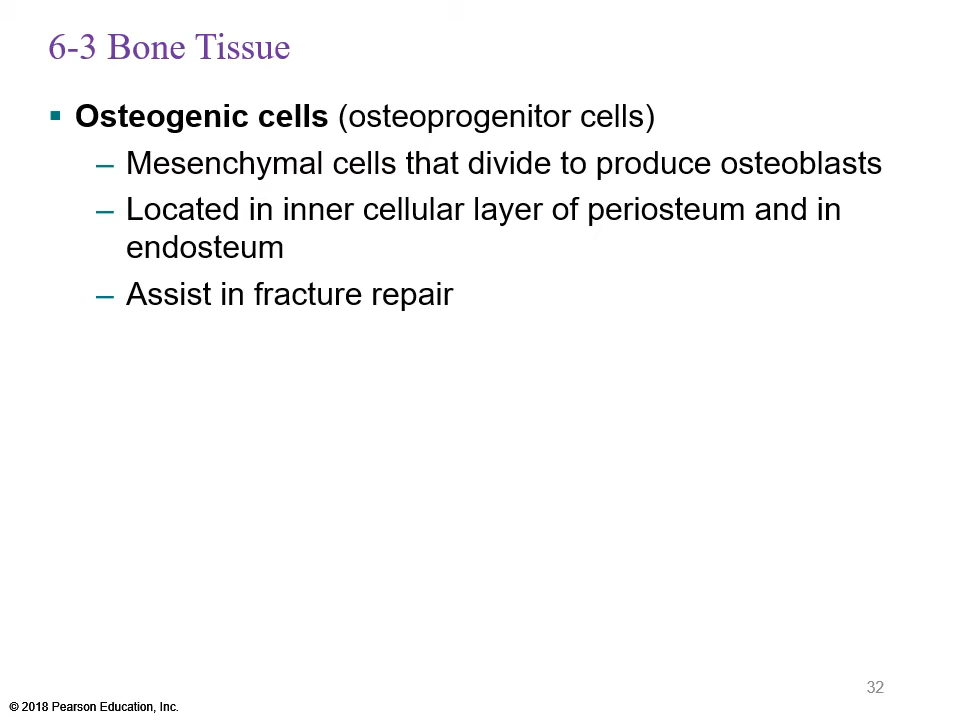 6-3 Bone Tissue
▪ Osteogenic cells (osteoprogenitor cells)
– Mesenchymal cells that divide to produce osteoblasts
– Located in inner cellular layer of periosteum and in
endosteum
– Assist in fracture repair
32
© 2018 Pearson Education, Inc.